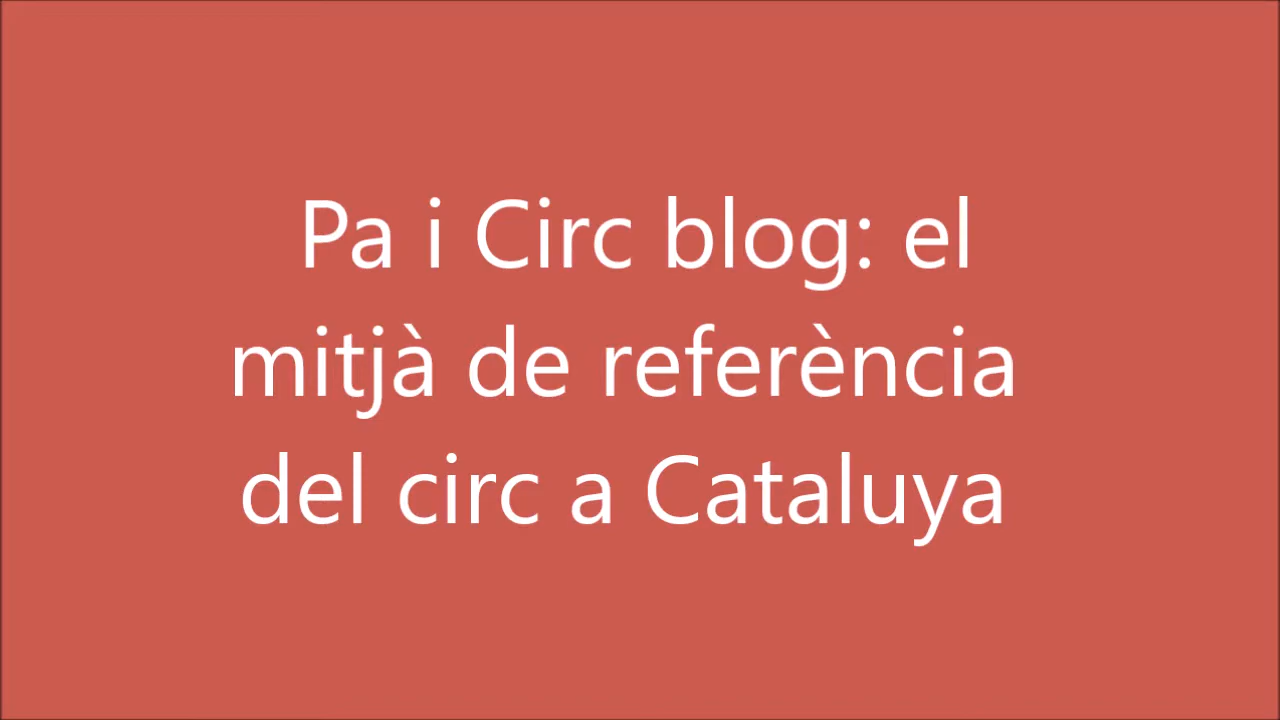 Pa i Circ blog: el
mitjà de referència
del circ a Cataluya